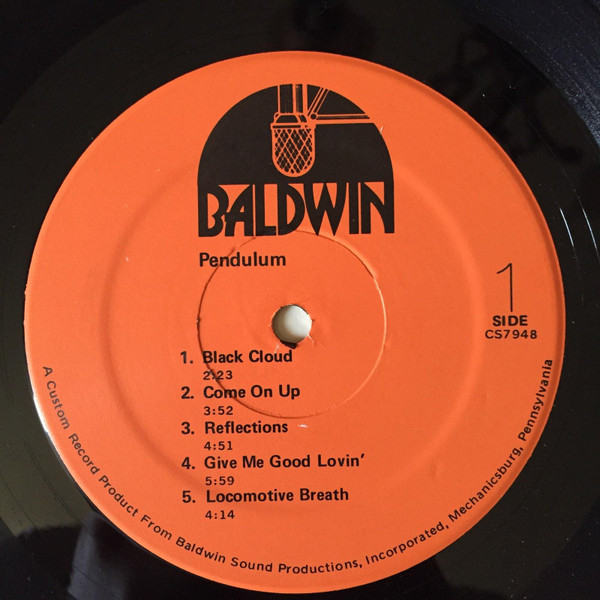 BALDWIN
Pendulum
1
SIDE
CS7948
1. Black Cloud
2:23
2. Come On Up
3:52
3. Reflections
4:51
4. Give Me Good Lovin'
5:59
5. Locomotive Breath
4:14
A Custom Record Product From Baldwin Sound Productions, Incorporated, Mechanicsburg, Pennsylvania